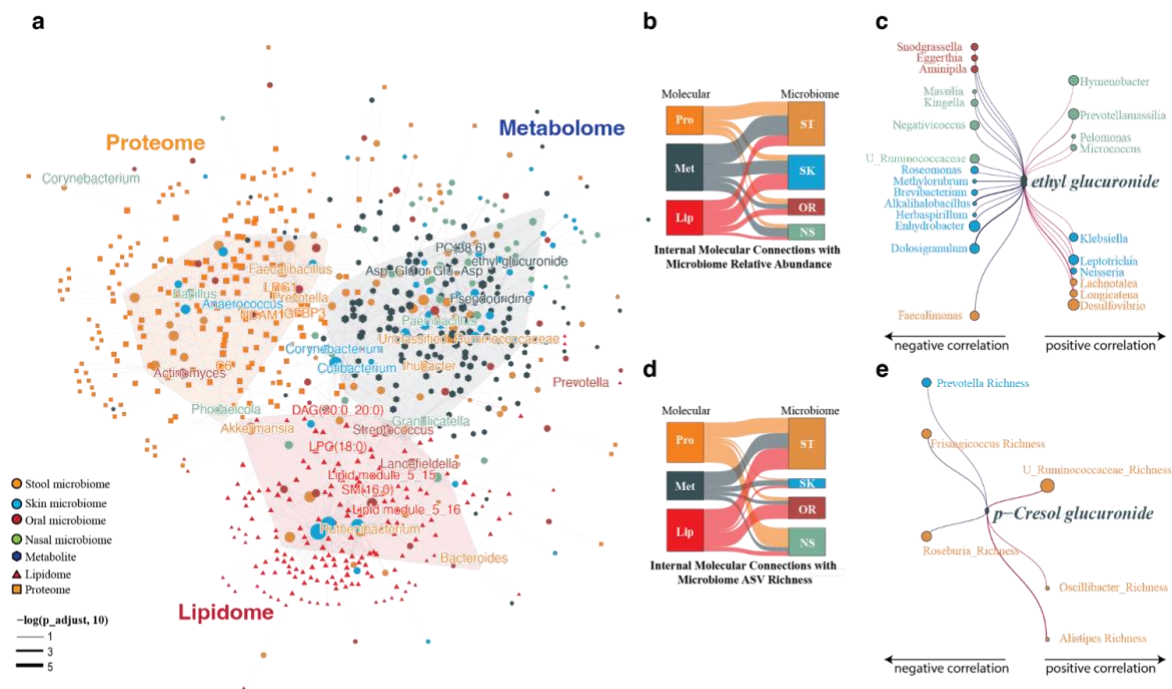 a
Proteome
Metabolome
Corynebacterium
PC(38:6)
ethyl glucuronide
Faecalibacillus
LRG1
Bacillus
Prevotella
Anaerococcus
NCAM1
IGFBP3
Pseudouridine
Paenibacillus
Unclassified_Ruminococcaceae
Corynebacterium
Cutibacterium
C6
Actinomyces
Prevotella
Phocaeicola
DAG(20:0_20:0)
Granulicatella
Akkermansia
Streptococcus
LPC(18:0)
Lancefieldella
Lipid module_5_15
SM(16:0)
Lipid module_5_16
Ruthenibacterium
Bacteroides
Lipidome
Stool microbiome
Skin microbiome
Oral microbiome
Nasal microbiome
Metabolite
Lipidome
Proteome
−log(p_adjust, 10)
1
3
5
b
Molecular
Microbiome
Pro
Met
Lip
ST
SK
OR
NS
Internal Molecular Connections with
Microbiome Relative Abundance
c
Snodgrassella
Eggerthia
Aminipila
Massilia
Kingella
Negativicoccus
U_Ruminococcaceae
Roseomonas
Methylorubrum
Brevibacterium
Alkalihalobacillus
Herbaspirillum
Enhydrobacter
Dolosigranulum
Faecalimonas
Hymenobacter
Prevotellamassilia
Pelomonas
Micrococcus
ethyl glucuronide
Klebsiella
Leptotrichia
Neisseria
Lachnotalea
Longicatena
Desulfovibrio
negative correlation
positive correlation
d
Molecular
Microbiome
Pro
Met
Lip
ST
SK
OR
NS
Internal Molecular Connections with
Microbiome ASV Richness
e
Prevotella Richness
Frisingicoccus Richness
U_Ruminococcaceae_Richness
p−Cresol glucuronide
Roseburia_Richness
Oscillibacter_Richness
Alistipes Richness
negative correlation
positive correlation